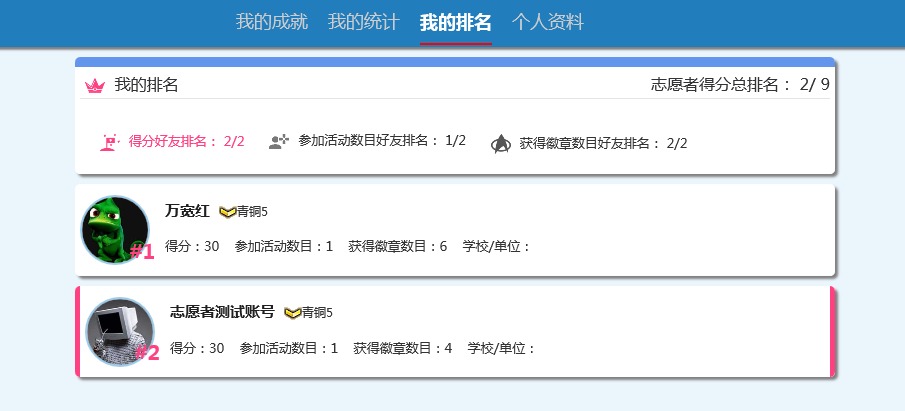 我的成就 我的统计 我的排名 个人资料
我的排名 志愿者得分总排名： 2/ 9
得分好友排名： 2/2 参加活动数目好友排名： 1/2 获得徽章数目好友排名： 2/2
万宽红 青铜5
#1 得分：30 参加活动数目：1 获得徽章数目：6 学校/单位：
志愿者测试账号 青铜5
#2 得分：30 参加活动数目：1 获得徽章数目：4 学校/单位：